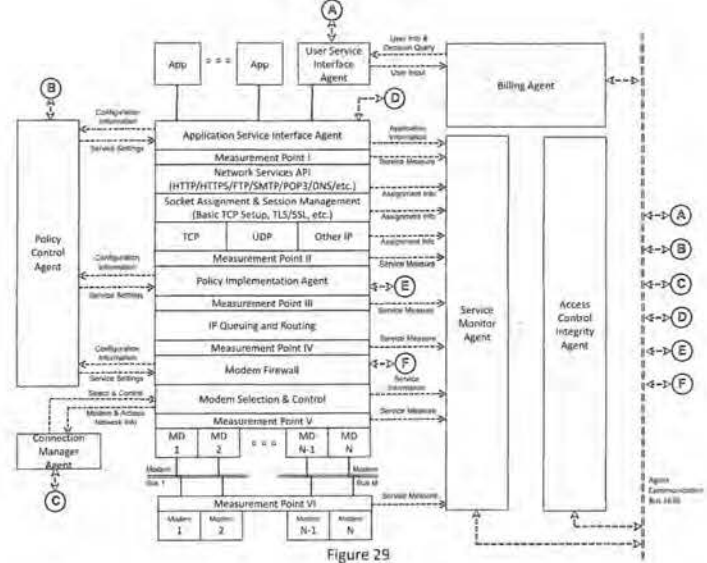 A
User Info &
Decision Query
User Input
App
App
User Service
Interface
Agent
Billing Agent
B
D
Configuration
Information
Service Settings
Application Service Interface Agent
Application
Information
Measurement Point I
Service Measure
Network Services API
(HTTP/HTTPS/FTP/SMTP/POP3/DNS/etc.)
Assignment Info
Socket Assignment & Session Management
(Basic TCP Setup, TLS/SSL, etc.)
Assignment Info
TCP
UDP
Other IP
Assignment Info
Policy
Control
Agent
Configuration
Information
Service Settings
Measurement Point II
Service Measure
Policy Implementation Agent
E
Measurement Point III
Service Measure
IP Queuing and Routing
Service
Monitor
Agent
Access
Control
Integrity
Agent
Measurement Point IV
Service Measure
Configuration
Information
Service Settings
Modem Firewall
F
Service
Information
Select & Control
Modem Selection & Control
Modem & Access
Network Info
Measurement Point V
Service Measure
Connection
Manager
Agent
C
MD
1
MD
2
MD
N-1
MD
N
Modem
Bus 1
Modem
Bus M
Measurement Point VI
Service Measure
Modem
1
Modem
2
Modem
N-1
Modem
N
A
B
C
D
E
F
Agent
Communication
Bus 1630
Figure 29